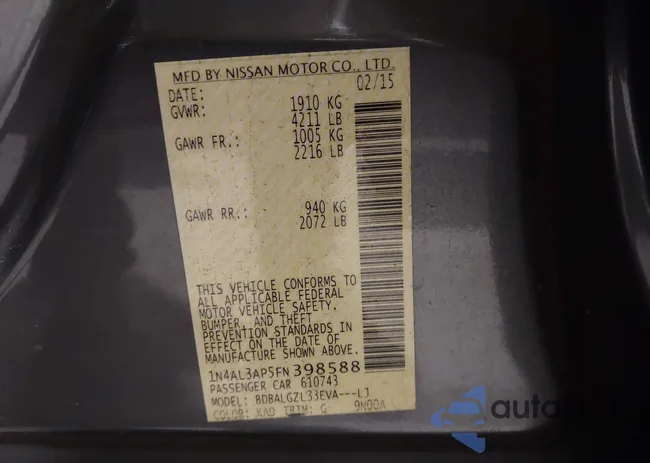 MFD BY NISSAN MOTOR CO., LTD.
DATE: 02/15
GVWR: 1910 KG
4211 LB
GAWR FR.: 1005 KG
2216 LB
GAWR RR.: 940 KG
2072 LB
THIS VEHICLE CONFORMS TO
ALL APPLICABLE FEDERAL
MOTOR VEHICLE SAFETY,
BUMPER, AND THEFT
PREVENTION STANDARDS IN
EFFECT ON THE DATE OF
MANUFACTURE SHOWN ABOVE.
1N4AL3AP5FN398588
PASSENGER CAR 610743
MODEL: BDBALGZL33EVA---LJ
COLOR: KAD TRIM: G